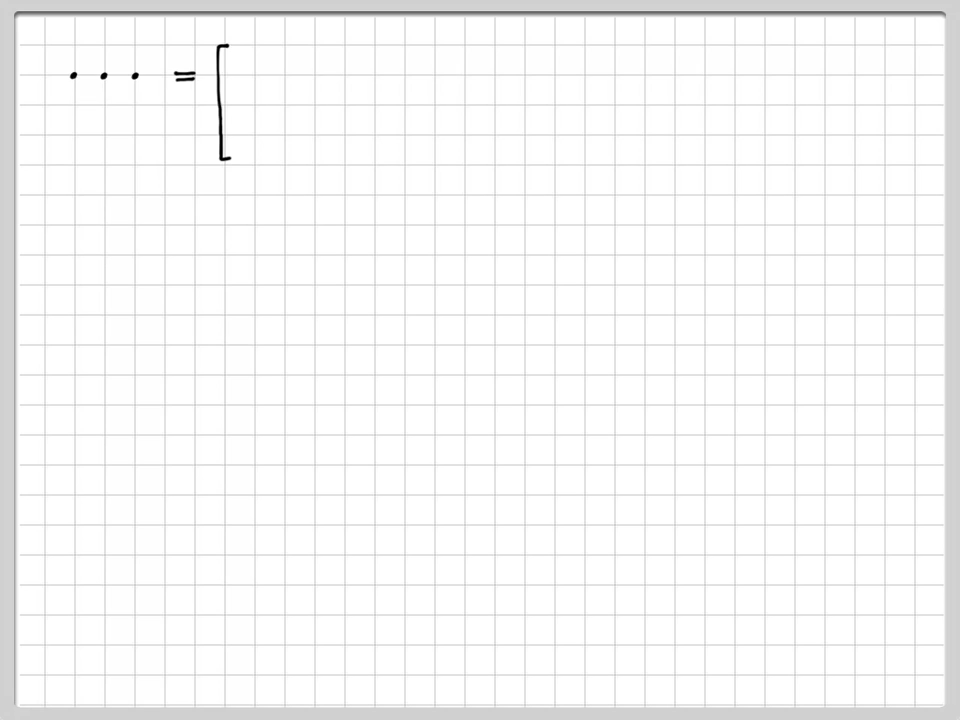 ... = [